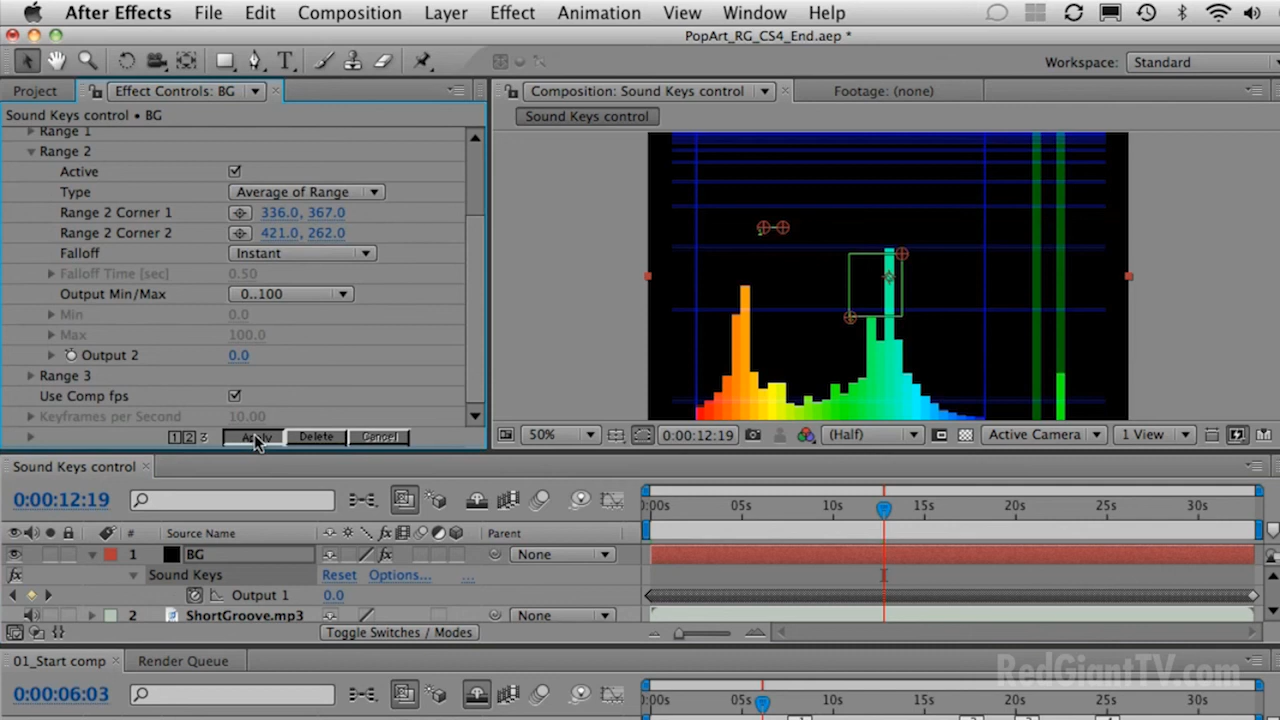 After Effects File Edit Composition Layer Effect Animation View Window Help
PopArt_RG_CS4_End.aep *
Workspace: Standard
Project Effect Controls: BG
Composition: Sound Keys control Footage: (none)
Sound Keys control • BG
Sound Keys control
Range 1
Range 2
Active
Type Average of Range
Range 2 Corner 1 336.0, 367.0
Range 2 Corner 2 421.0, 262.0
Falloff Instant
Falloff Time [sec] 0.50
Output Min/Max 0..100
Min 0.0
Max 100.0
Output 2 0.0
Range 3
Use Comp fps
Keyframes per Second 10.00
1 2 3 Apply Delete Cancel
50% 0:00:12:19 (Half) Active Camera 1 View
Sound Keys control
0:00:12:19
0:00s 05s 10s 15s 20s 25s 30s
# Source Name Parent
1 BG None
Sound Keys Reset Options... ...
Output 1 0.0
2 ShortGroove.mp3 None
Toggle Switches / Modes
01_Start comp Render Queue
RedGiantTV.com
0:00:06:03
0:00s 05s 10s 15s 20s 25s 30s